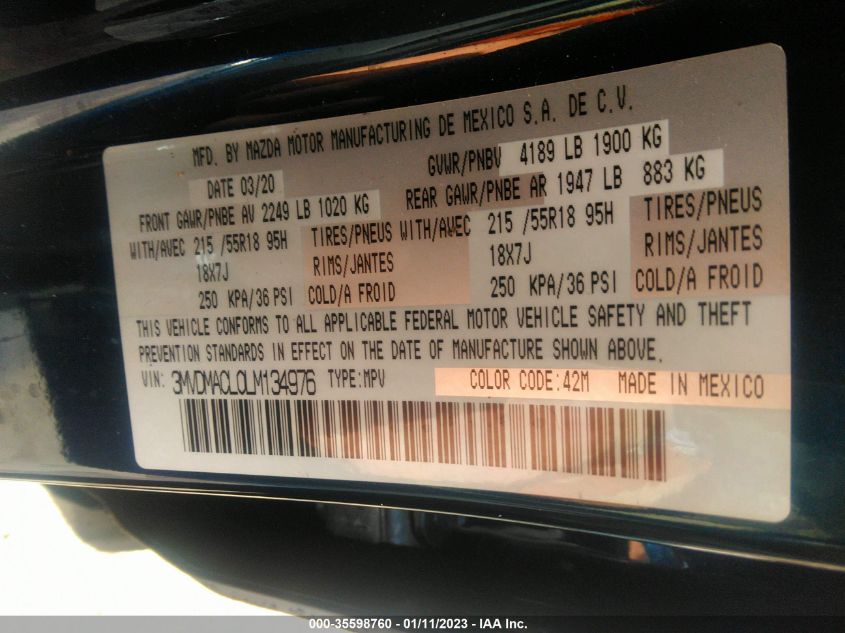 MFD. BY MAZDA MOTOR MANUFACTURING DE MEXICO S.A. DE C.V.
DATE 03/20 GVWR/PNBV 4189 LB 1900 KG
FRONT GAWR/PNBE AV 2249 LB 1020 KG REAR GAWR/PNBE AR 1947 LB 883 KG
WITH/AVEC 215 /55R18 95H TIRES/PNEUS WITH/AVEC 215 /55R18 95H TIRES/PNEUS
18X7J RIMS/JANTES 18X7J RIMS/JANTES
250 KPA/36 PSI COLD/A FROID 250 KPA/36 PSI COLD/A FROID
THIS VEHICLE CONFORMS TO ALL APPLICABLE FEDERAL MOTOR VEHICLE SAFETY AND THEFT
PREVENTION STANDARDS IN EFFECT ON THE DATE OF MANUFACTURE SHOWN ABOVE.
VIN: 3MVDMACL0LM134976 TYPE:MPV COLOR CODE:42M MADE IN MEXICO
000-35598760 - 01/11/2023 - IAA Inc.